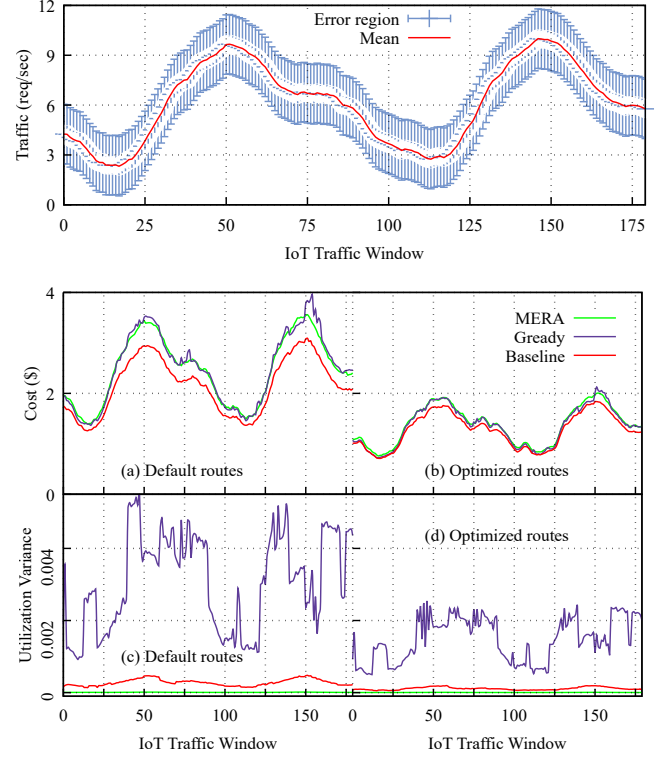 12
9
6
3
0
Traffic (req/sec)
Error region
Mean
0 25 50 75 100 125 150 175
IoT Traffic Window
4
2
0
Cost ($)
MERA
Gready
Baseline
(a) Default routes
(b) Optimized routes
0.004
0.002
0
Utilization Variance
(d) Optimized routes
(c) Default routes
0 50 100 150 0 50 100 150
IoT Traffic Window IoT Traffic Window